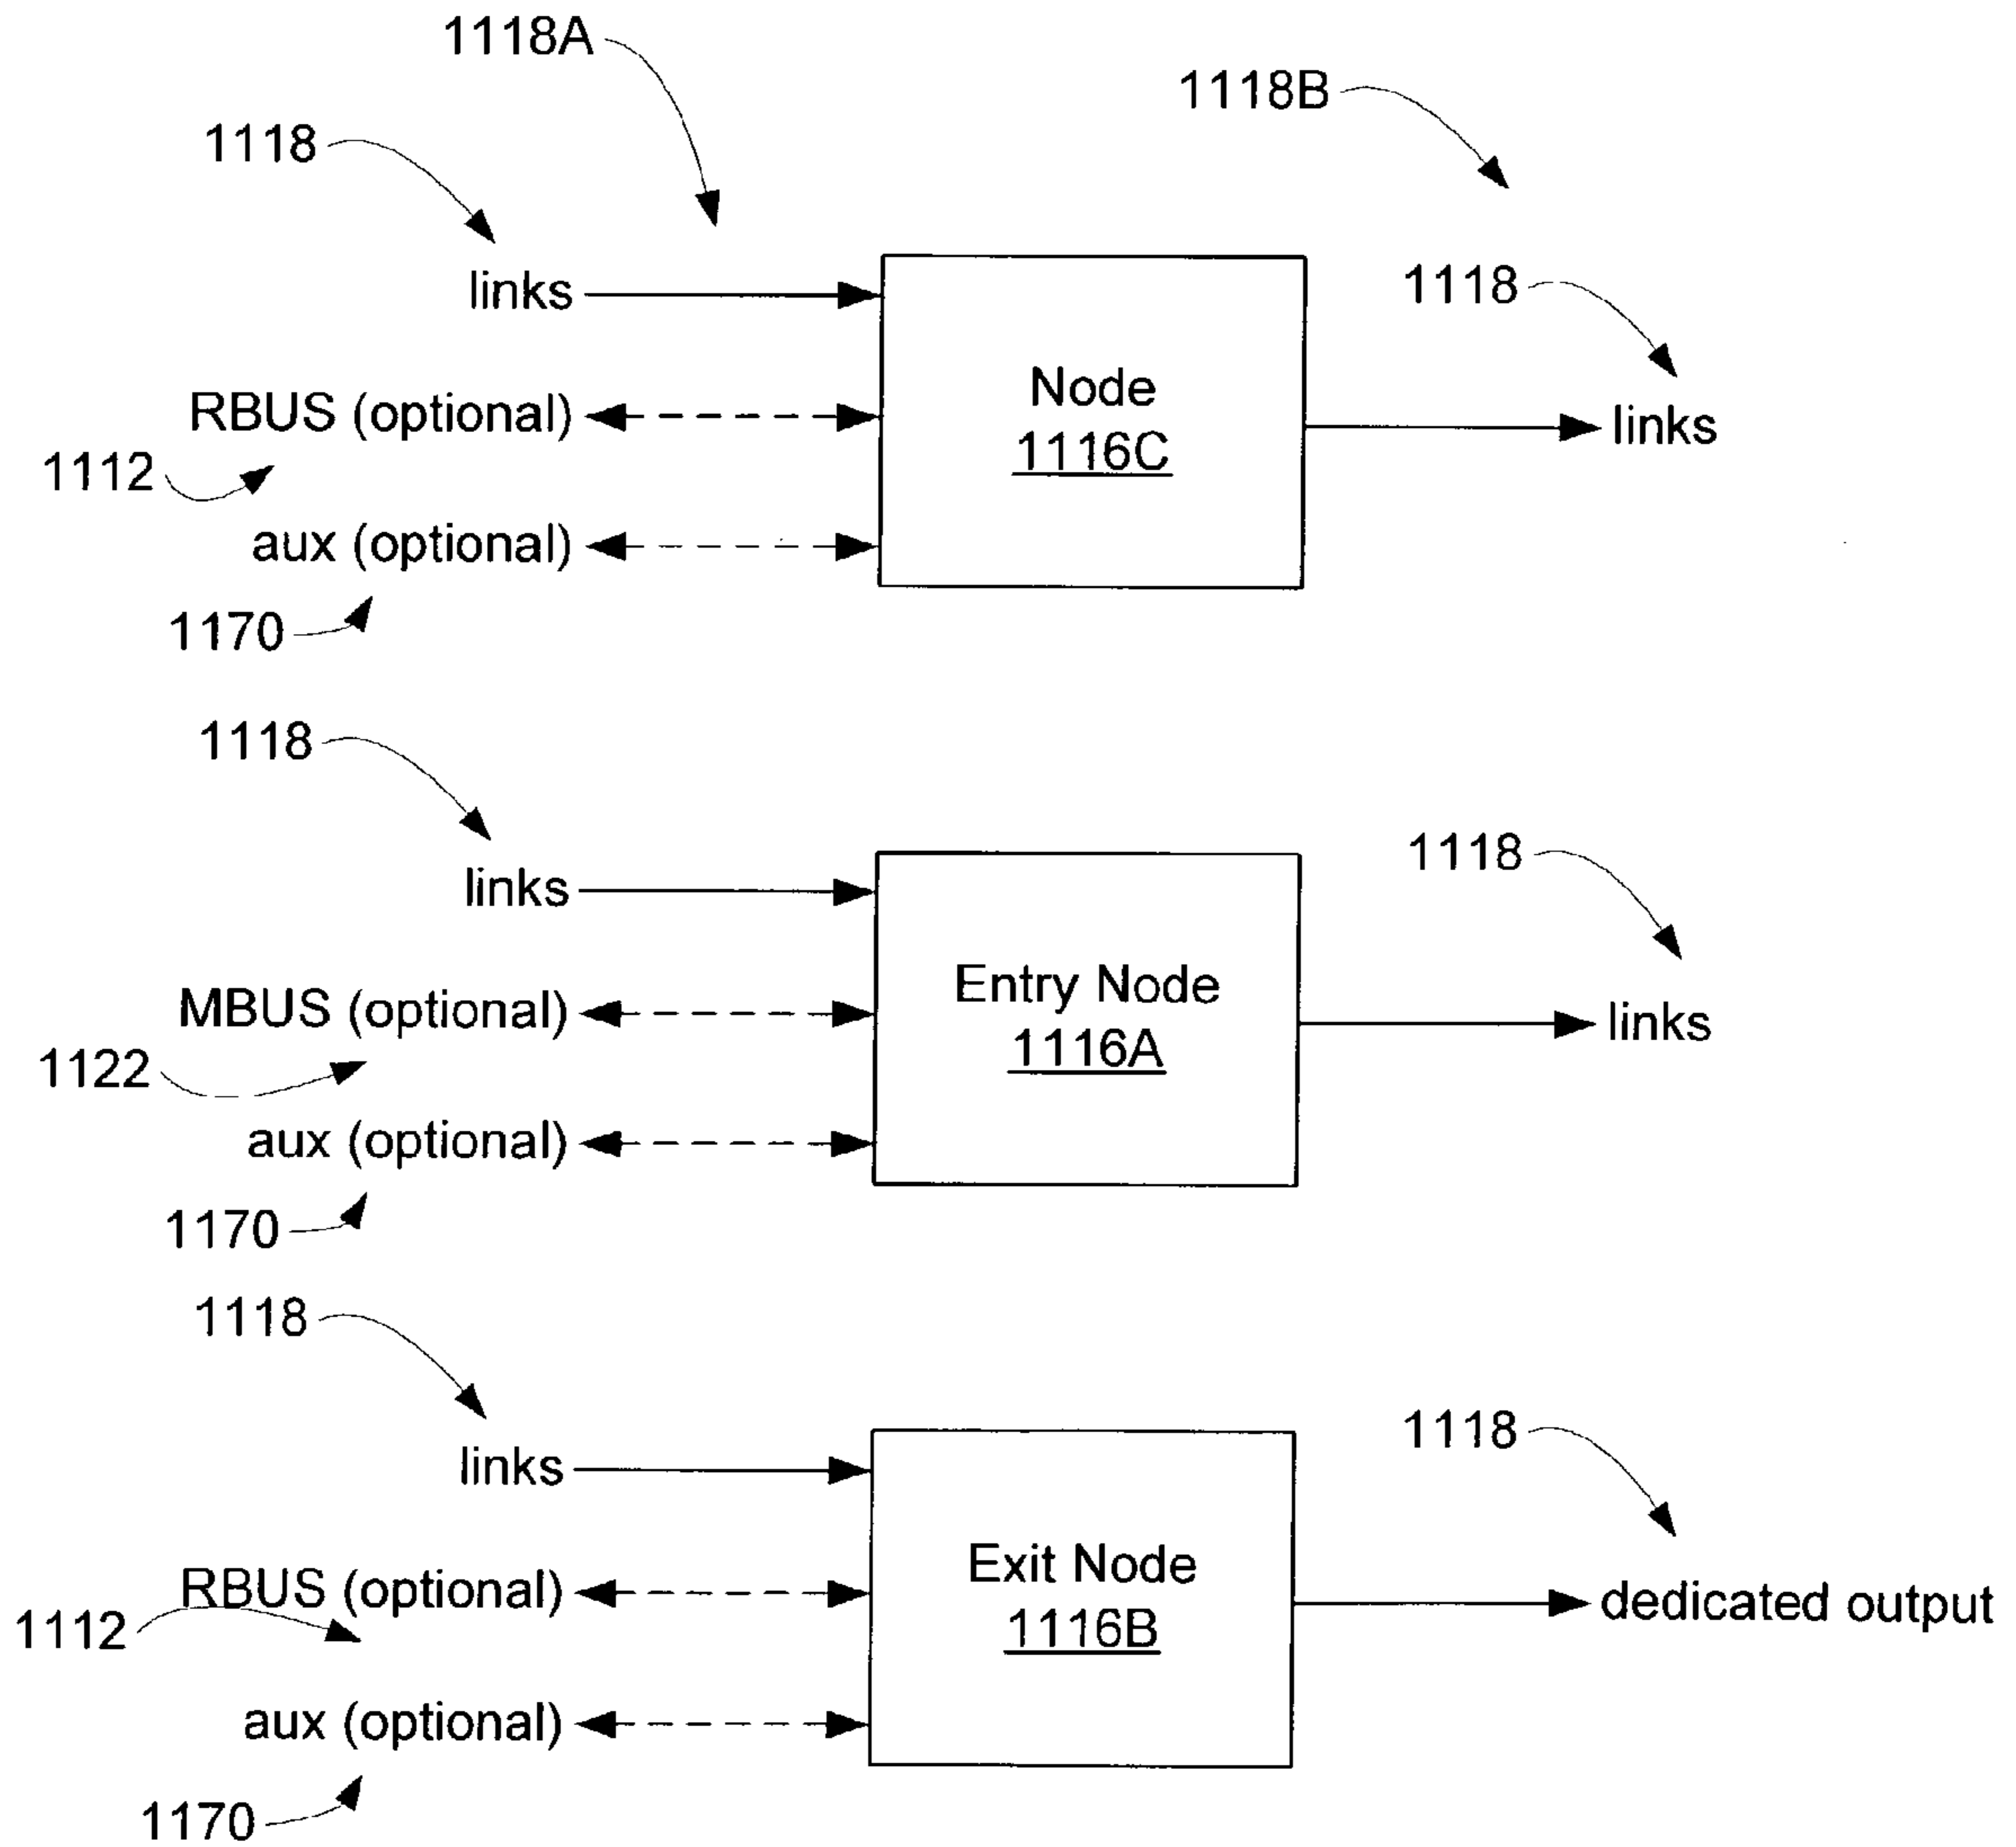 1118A
1118B
1118
1118
links
Node
1116C
RBUS (optional)
links
1112
aux (optional)
1170
1118
1118
links
Entry Node
1116A
MBUS (optional)
links
1122
aux (optional)
1170
1118
1118
links
Exit Node
1116B
RBUS (optional)
dedicated output
1112
aux (optional)
1170